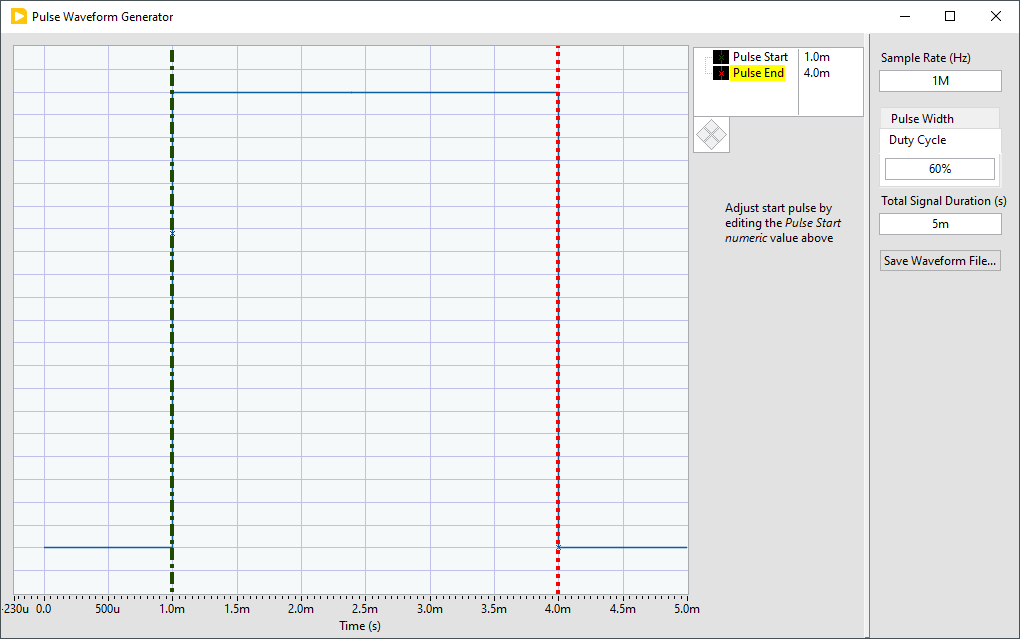 Pulse Waveform Generator
Pulse Start 1.0m
Pulse End 4.0m
Adjust start pulse by
editing the Pulse Start
numeric value above
Sample Rate (Hz)
1M
Pulse Width
Duty Cycle
60%
Total Signal Duration (s)
5m
Save Waveform File...
-230u 0.0 500u 1.0m 1.5m 2.0m 2.5m 3.0m 3.5m 4.0m 4.5m 5.0m
Time (s)